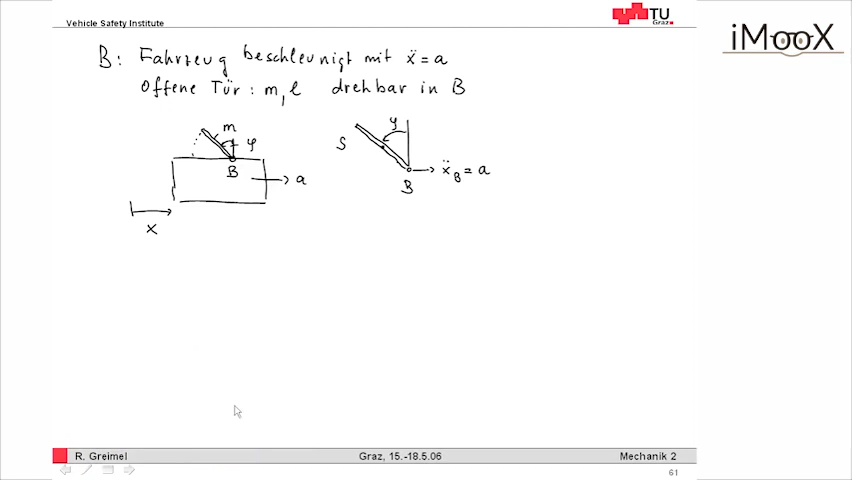 Vehicle Safety Institute
TU
Graz
iMooX
B: Fahrzeug beschleunigt mit ẍ = a
Offene Tür: m, l drehbar in B
m
φ
B
a
x
φ
S
B
ẍ_B = a
R. Greimel
Graz, 15.-18.5.06
Mechanik 2
61